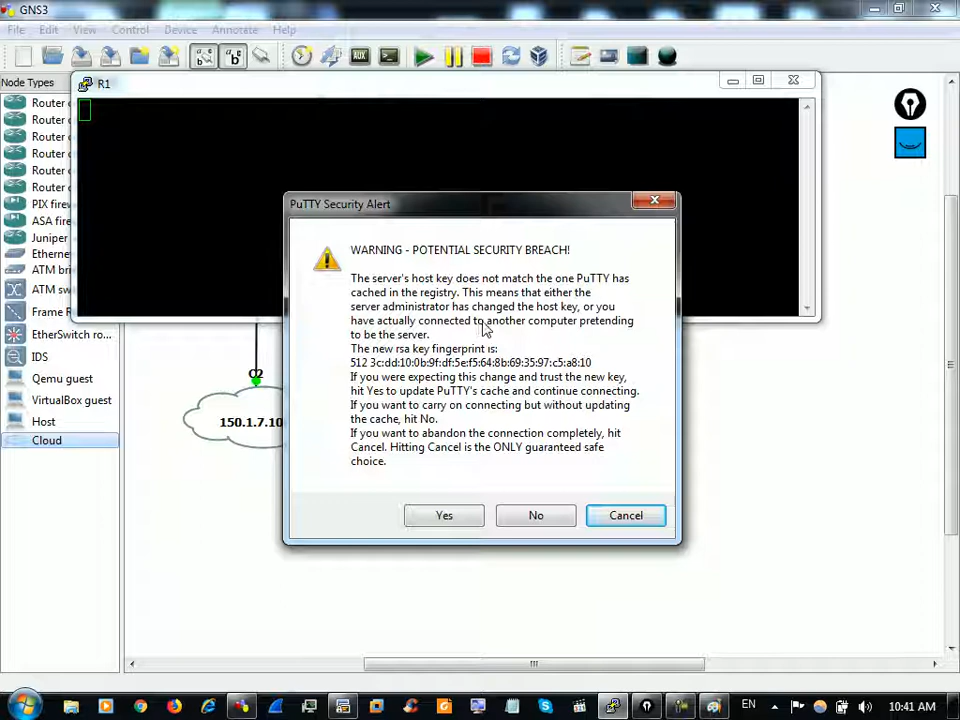 GNS3
File Edit View Control Device Annotate Help
AUX
Node Types
R1
Router
Router
Router
Router
Router
Router
PIX
ASA
Juniper
ATM
ATM
Frame
EtherSwitch
IDS
Qemu guest
VirtualBox guest
Host
Cloud
C2
150.1.7.10
PuTTY Security Alert
WARNING - POTENTIAL SECURITY BREACH!
The server's host key does not match the one PuTTY has
cached in the registry. This means that either the
server administrator has changed the host key, or you
have actually connected to another computer pretending
to be the server.
The new rsa key fingerprint is:
512 3c:dd:10:0b:9f:df:5e:f5:64:8b:69:35:97:c5:a8:10
If you were expecting this change and trust the new key,
hit Yes to update PuTTY's cache and continue connecting.
If you want to carry on connecting but without updating
the cache, hit No.
If you want to abandon the connection completely, hit
Cancel. Hitting Cancel is the ONLY guaranteed safe
choice.
Yes No Cancel
EN 10:41 AM